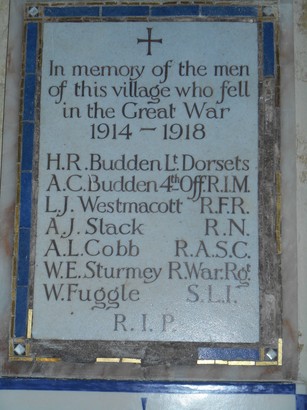 In memory of the men
of this village who fell
in the Great War
1914 – 1918
H.R. Budden Lt. Dorsets
A.C. Budden 4th Off. R.I.M.
L.J. Westmacott R.F.R.
A.J. Slack R.N.
A.L. Cobb R.A.S.C.
W.E. Sturmey R.War.Rgt
W. Fuggle S.L.I.
R.I.P.